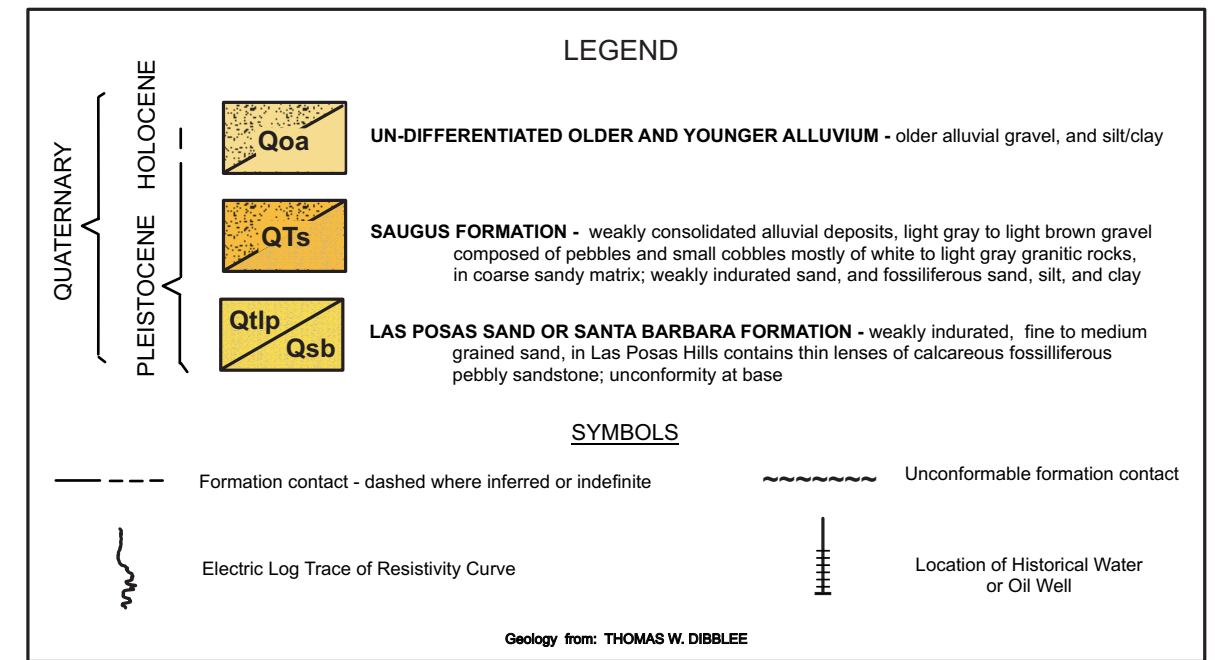 LEGEND
QUATERNARY
PLEISTOCENE HOLOCENE
Qoa
UN-DIFFERENTIATED OLDER AND YOUNGER ALLUVIUM - older alluvial gravel, and silt/clay
QTs
SAUGUS FORMATION - weakly consolidated alluvial deposits, light gray to light brown gravel
composed of pebbles and small cobbles mostly of white to light gray granitic rocks,
in coarse sandy matrix; weakly indurated sand, and fossiliferous sand, silt, and clay
Qtlp
Qsb
LAS POSAS SAND OR SANTA BARBARA FORMATION - weakly indurated, fine to medium
grained sand, in Las Posas Hills contains thin lenses of calcareous fossilliferous
pebbly sandstone; unconformity at base
SYMBOLS
Formation contact - dashed where inferred or indefinite
Unconformable formation contact
Electric Log Trace of Resistivity Curve
Location of Historical Water
or Oil Well
Geology from: THOMAS W. DIBBLEE